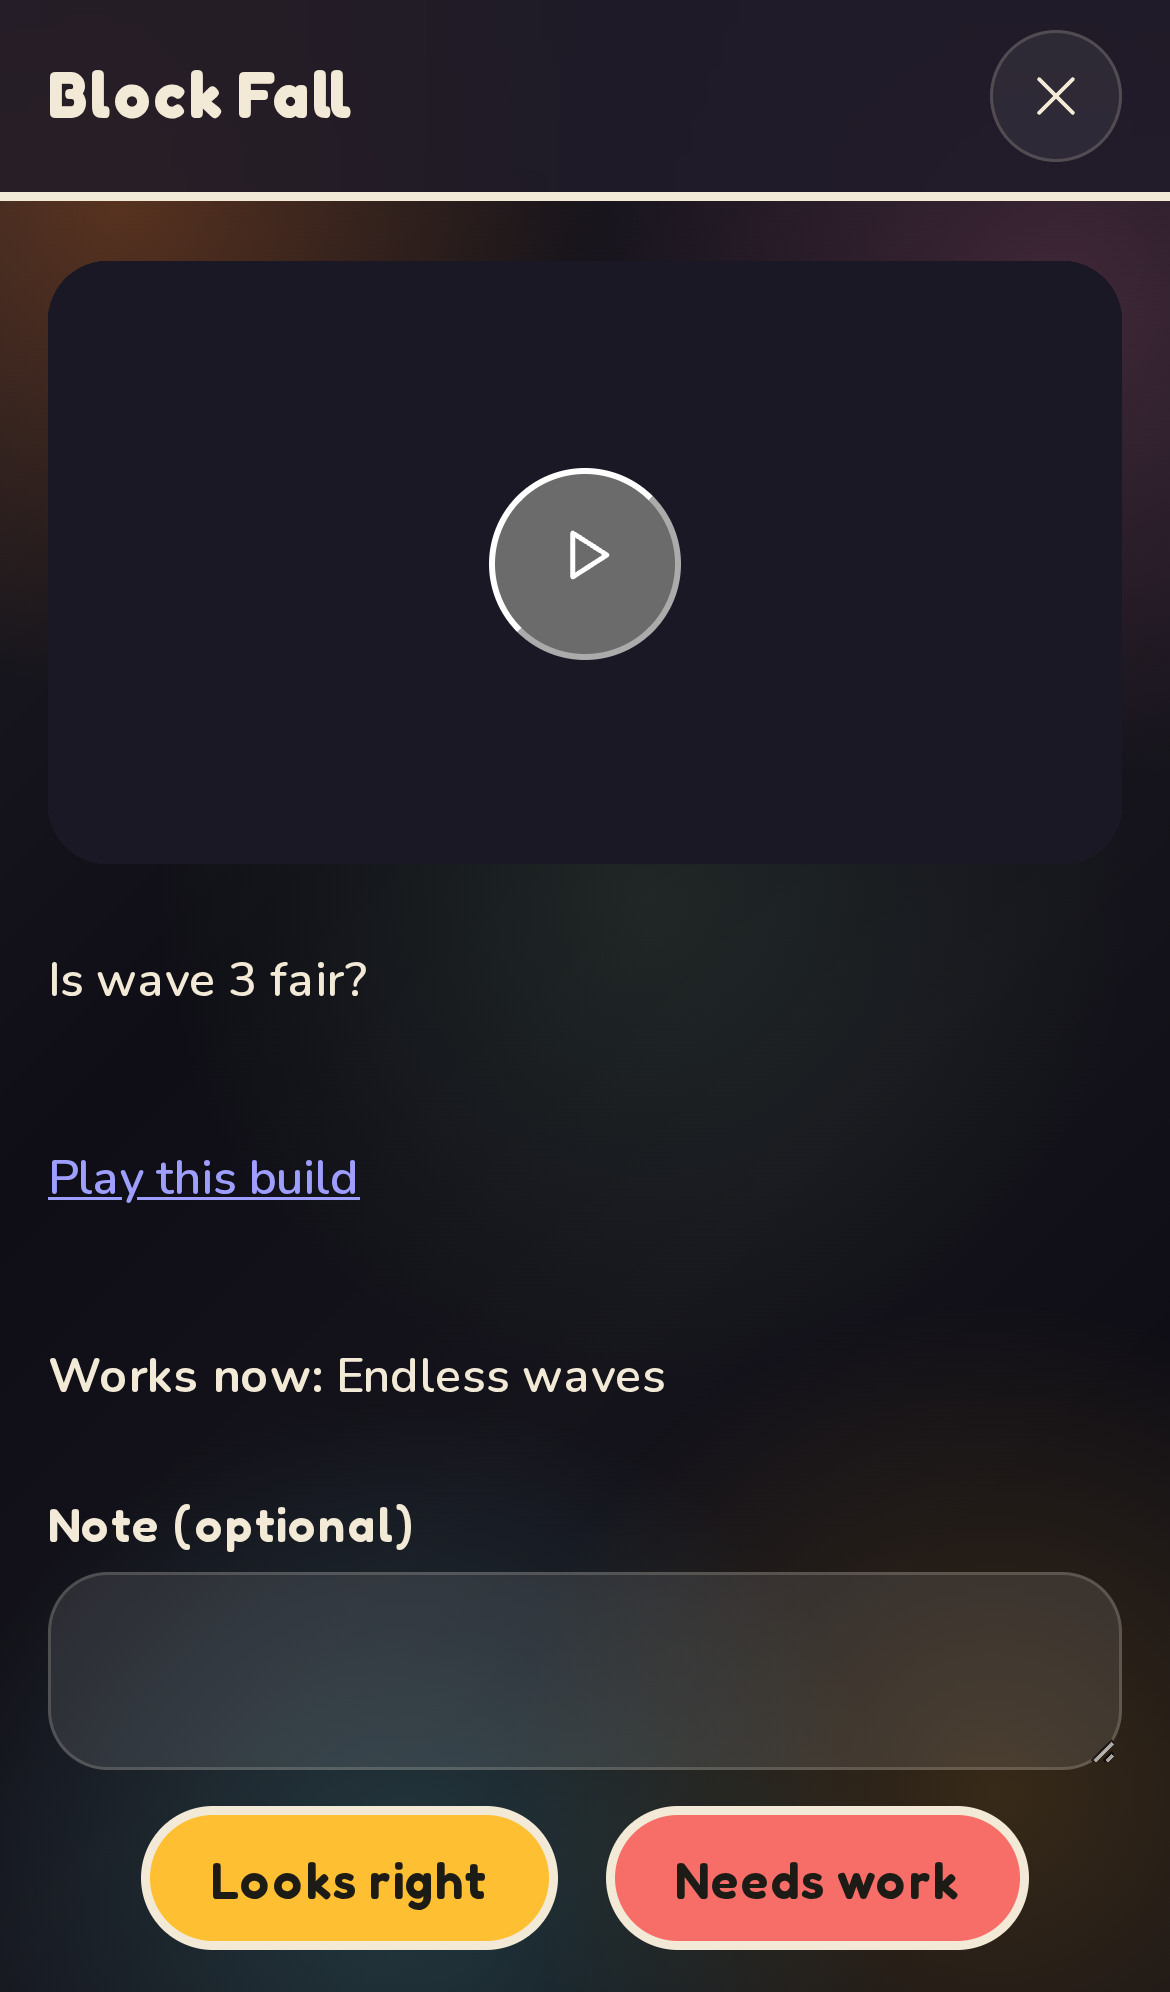 Block Fall
Is wave 3 fair?
Play this build
Works now: Endless waves
Note (optional)
Looks right
Needs work